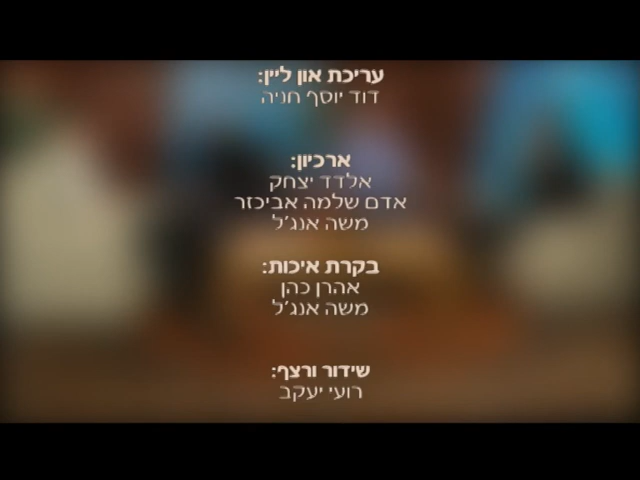 עריכת און ליין:
דוד יוסף חניה
ארכיון:
אלדד יצחק
אדם שלמה אביכזר
משה אנג'ל
בקרת איכות:
אהרן כהן
משה אנג'ל
שידור ורצף:
רועי יעקב